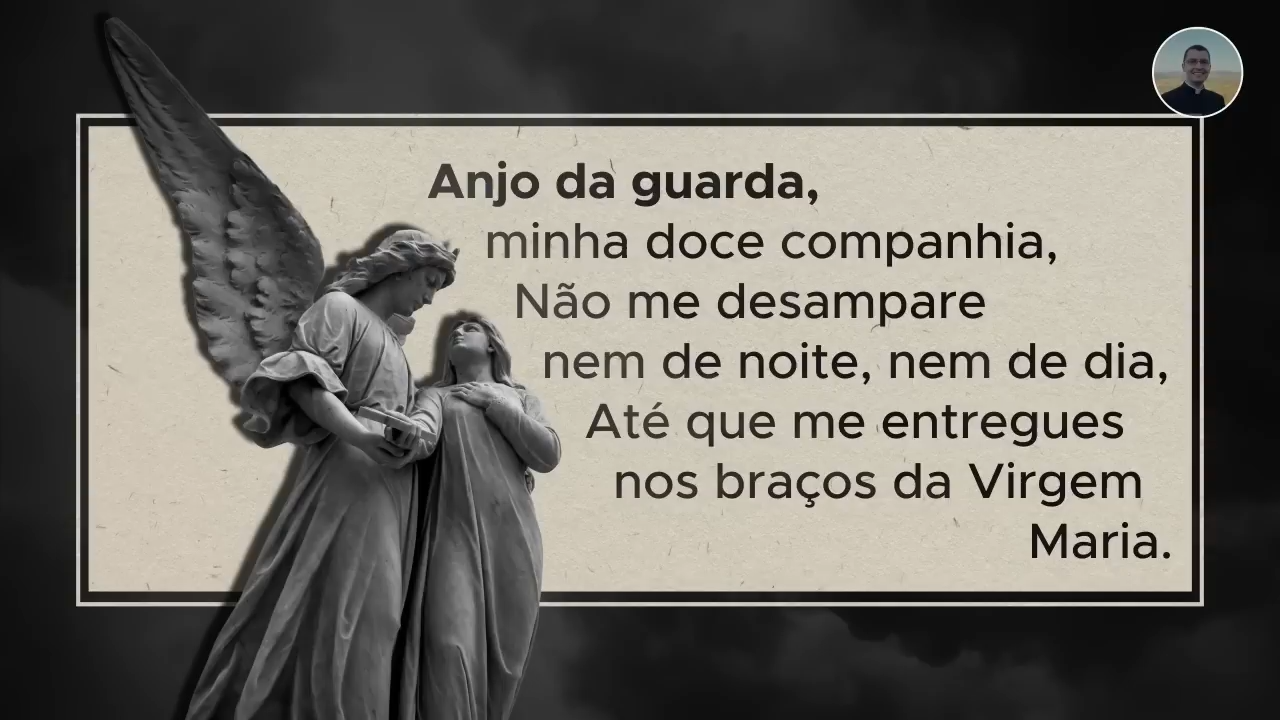 Anjo da guarda,
minha doce companhia,
Não me desampare
nem de noite, nem de dia,
Até que me entregues
nos braços da Virgem
Maria.